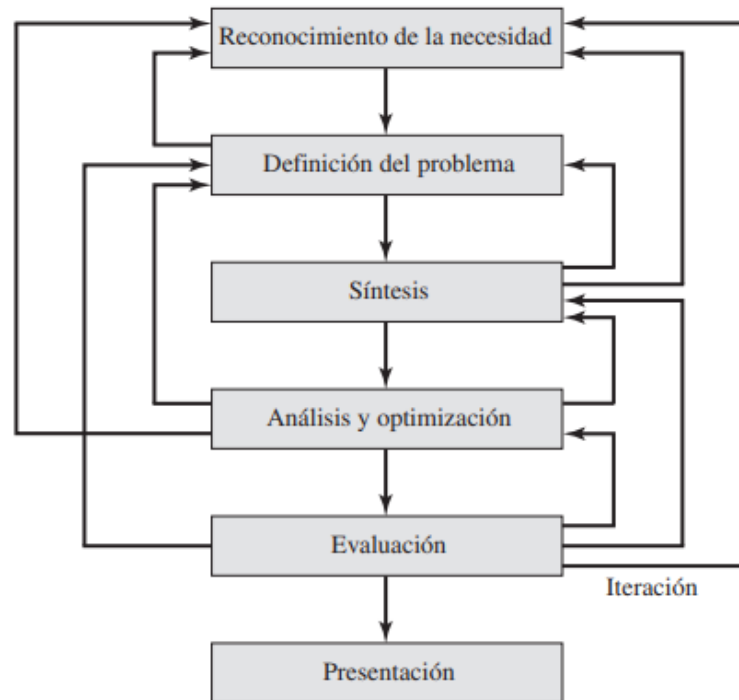 Reconocimiento de la necesidad
Definición del problema
Síntesis
Análisis y optimización
Evaluación
Iteración
Presentación